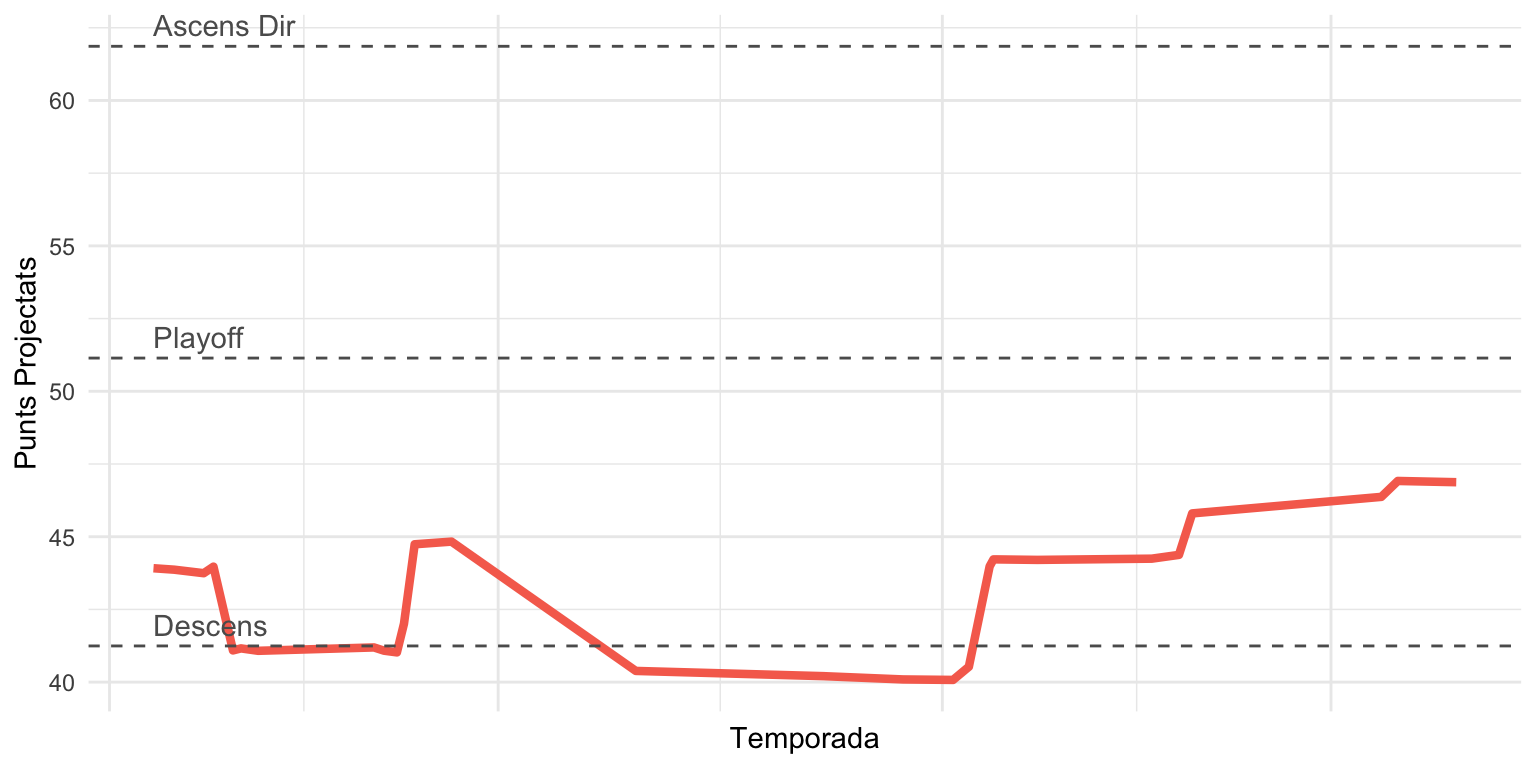 Ascens Dir
60
55
Playoff
50
45
Descens
40
Punts Projectats
Temporada